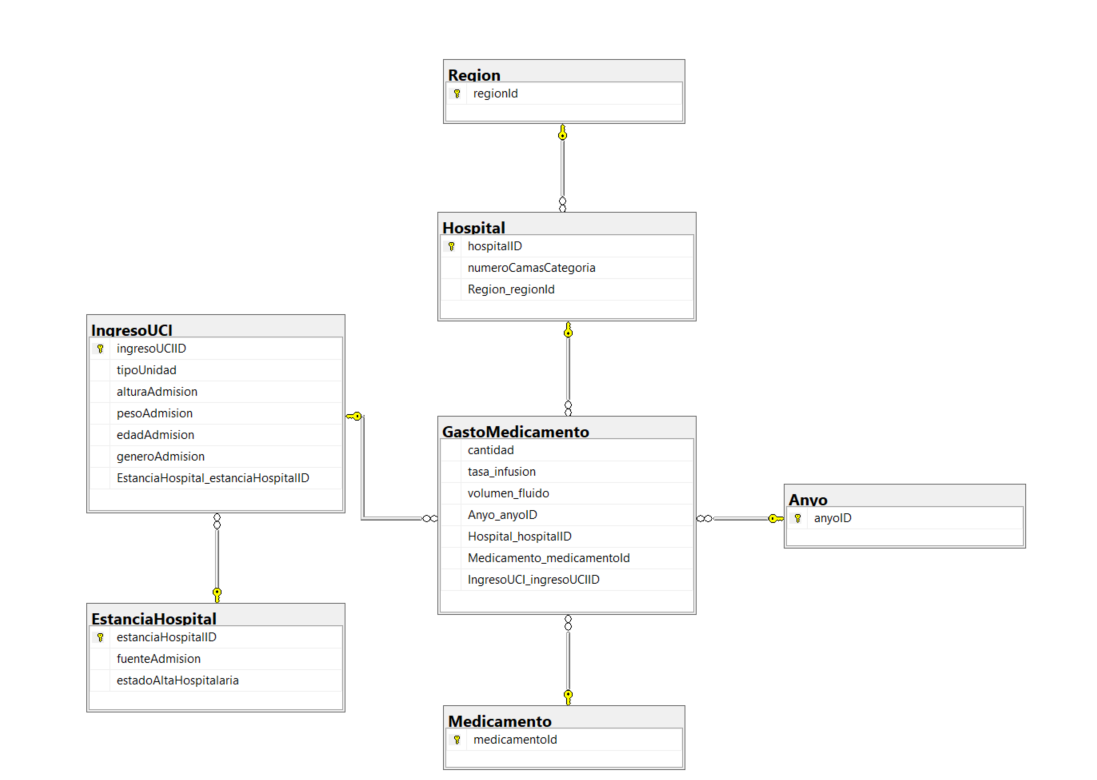 Region
regionId
Hospital
hospitalID
numeroCamasCategoria
Region_regionId
IngresoUCI
ingresoUCIID
tipoUnidad
alturaAdmision
pesoAdmision
edadAdmision
generoAdmision
EstanciaHospital_estanciaHospitalID
GastoMedicamento
cantidad
tasa_infusion
volumen_fluido
Anyo_anyoID
Hospital_hospitalID
Medicamento_medicamentoId
IngresoUCI_ingresoUCIID
Anyo
anyoID
EstanciaHospital
estanciaHospitalID
fuenteAdmision
estadoAltaHospitalaria
Medicamento
medicamentoId